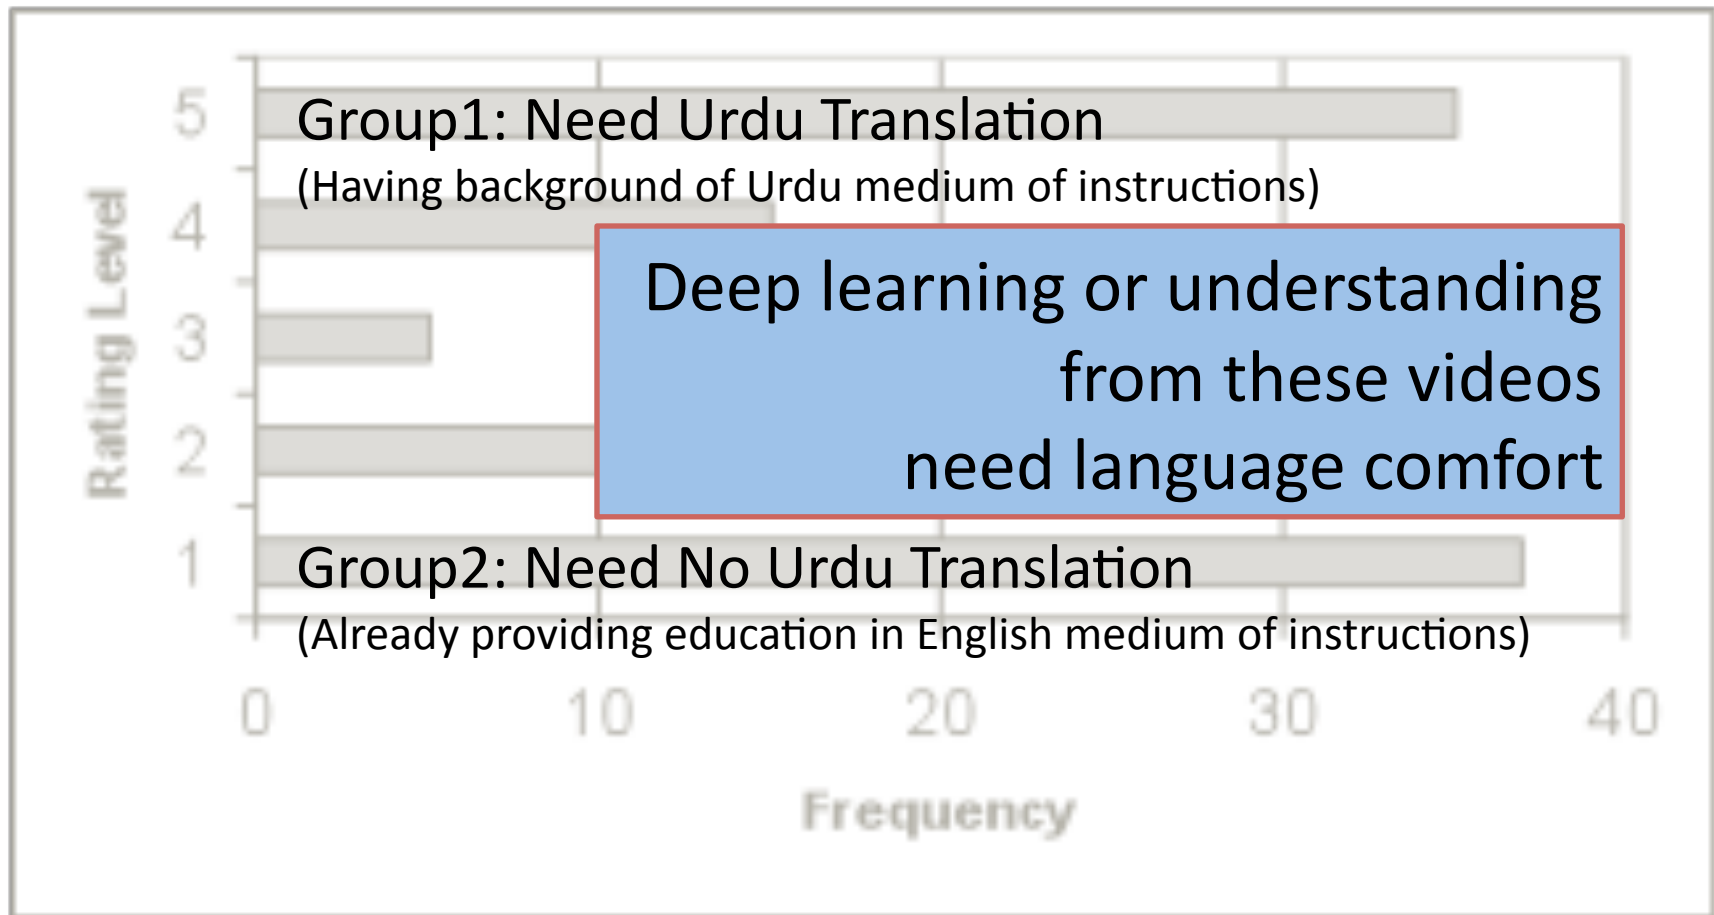 5
Group1: Need Urdu Translation
(Having background of Urdu medium of instructions)
4
Deep learning or understanding
from these videos
need language comfort
3
2
1
Group2: Need No Urdu Translation
(Already providing education in English medium of instructions)
Rating Level
0 10 20 30 40
Frequency